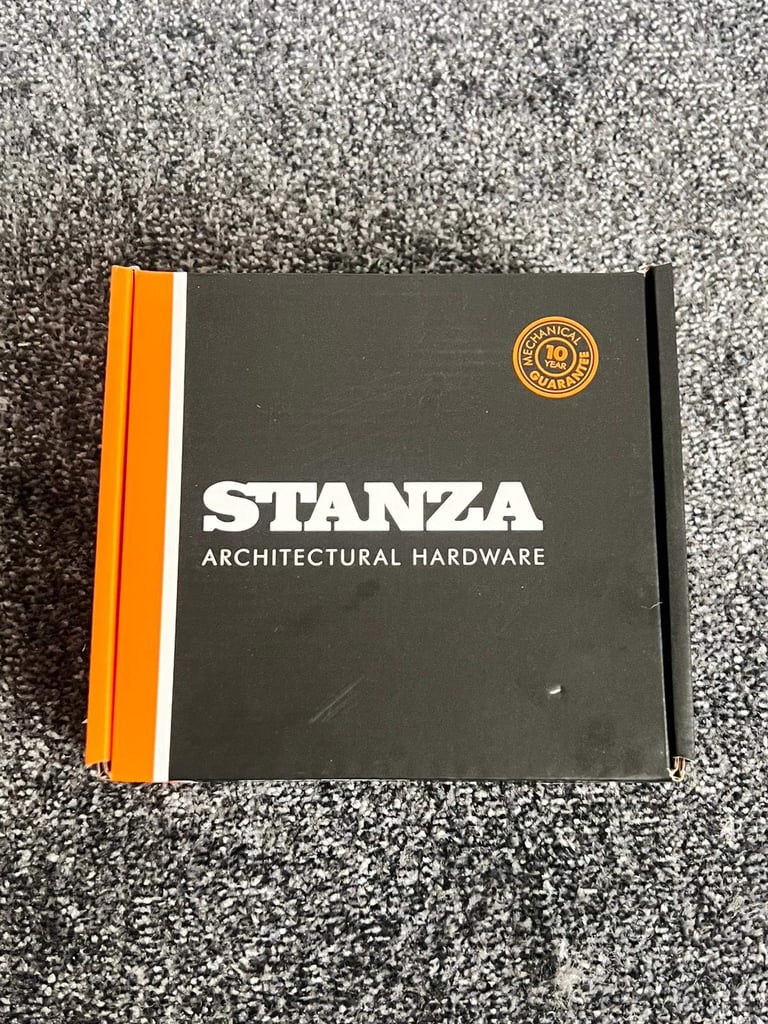 MECHANICAL
10
YEAR
GUARANTEE
STANZA
ARCHITECTURAL HARDWARE